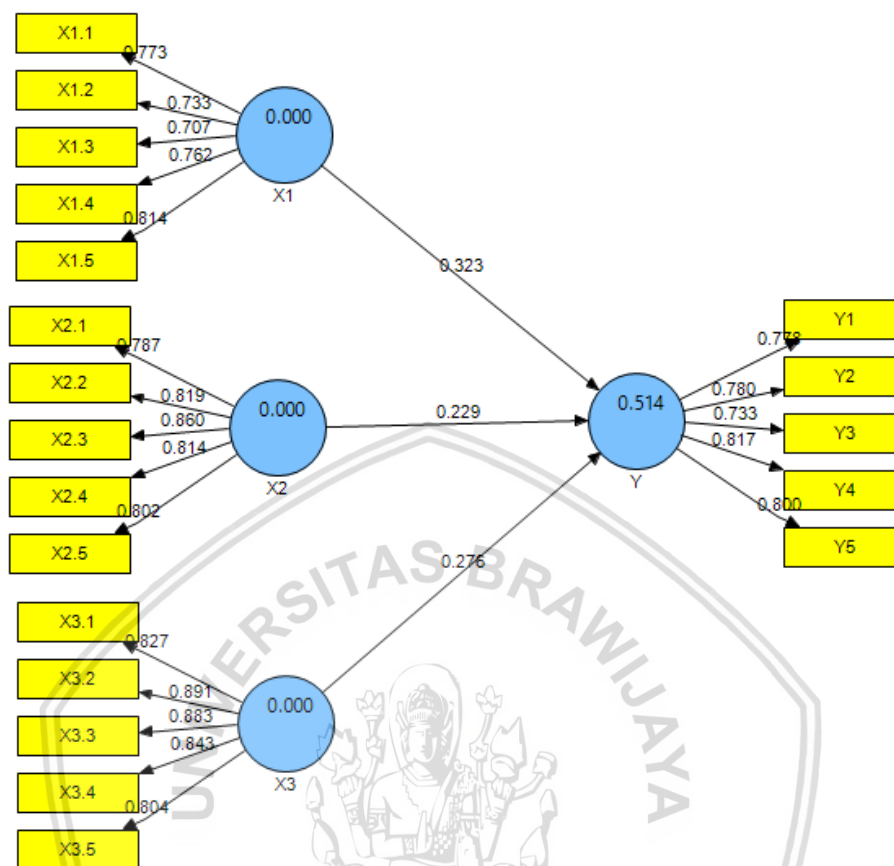 X1.1
0.773
X1.2
0.733
X1.3
0.707
X1.4
0.762
X1.5
0.814
0.000
X1
0.323
X2.1
0.787
X2.2
0.819
X2.3
0.860
X2.4
0.814
X2.5
0.802
0.000
X2
0.229
X3.1
0.827
X3.2
0.891
X3.3
0.883
X3.4
0.843
X3.5
0.804
0.000
X3
0.276
0.514
Y
Y1
0.778
Y2
0.780
Y3
0.733
Y4
0.817
Y5
0.800
UNIVERSITAS BRAWIJAYA